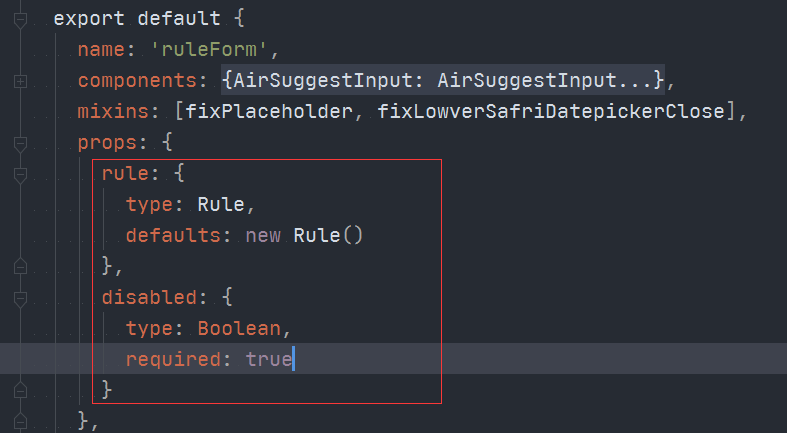 export default {
name: 'ruleForm',
components: {AirSuggestInput: AirSuggestInput...},
mixins: [fixPlaceholder, fixLowverSafriDatepickerClose],
props: {
rule: {
type: Rule,
defaults: new Rule()
},
disabled: {
type: Boolean,
required: true
}
},